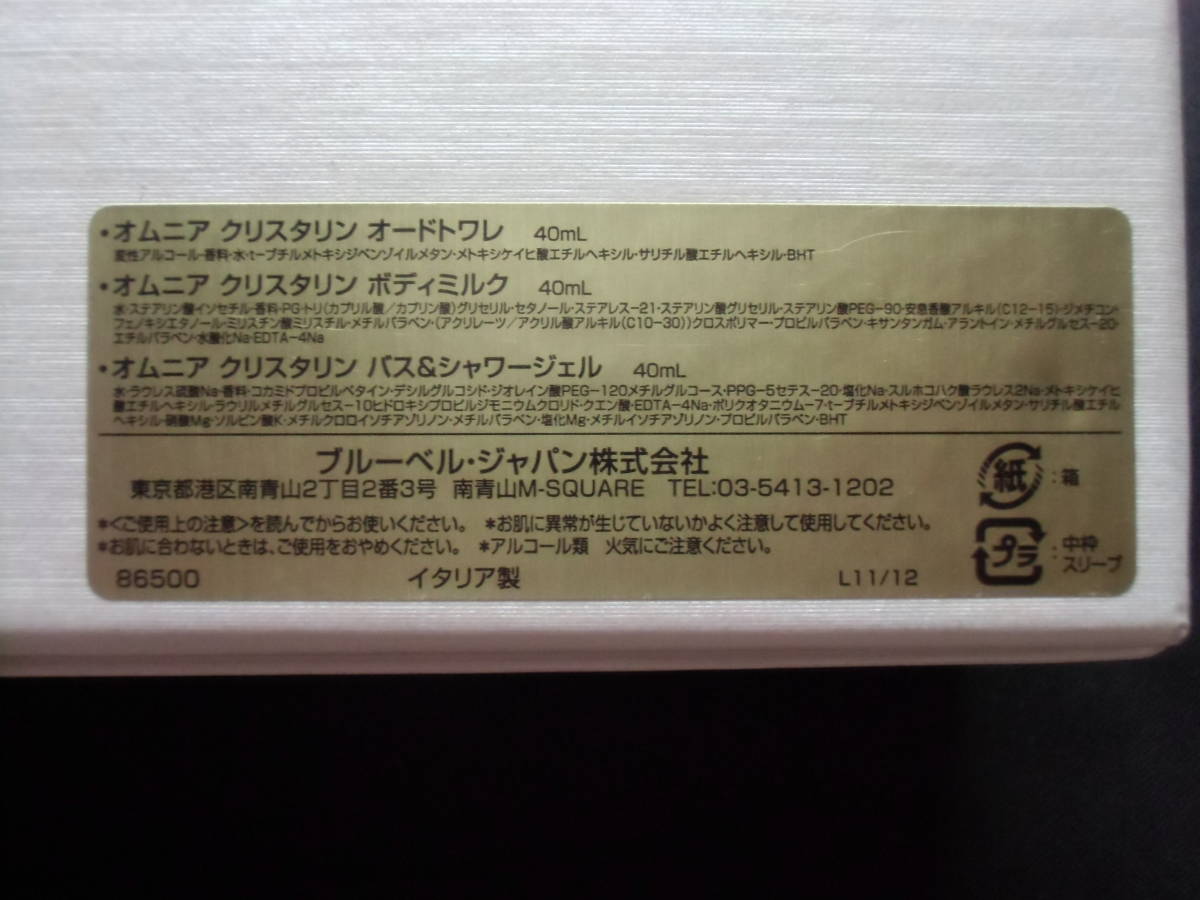 ・オムニア クリスタリン オードトワレ 40mL
変性アルコール・香料・水・t-ブチルメトキシジベンゾイルメタン・メトキシケイヒ酸エチルヘキシル・サリチル酸エチルヘキシル・BHT
・オムニア クリスタリン ボディミルク 40mL
水・ステアリン酸イソセチル・香料・PG・トリ(カプリル酸/カプリン酸)グリセリル・セタノール・ステアレス-21・ステアリン酸グリセリル・ステアリン酸PEG-90・安息香酸アルキル(C12-15)・ジメチコン・
フェノキシエタノール・ミリスチン酸ミリスチル・メチルパラベン・(アクリレーツ/アクリル酸アルキル(C10-30))クロスポリマー・プロピルパラベン・キサンタンガム・アラントイン・メチルグルセス-20・
エチルパラベン・水酸化Na・EDTA-4Na
・オムニア クリスタリン バス&シャワージェル 40mL
水・ラウレス硫酸Na・香料・コカミドプロピルベタイン・デシルグルコシド・ジオレイン酸PEG-120メチルグルコース・PPG-5セテス-20・塩化Na・スルホコハク酸ラウレス2Na・メトキシケイヒ
酸エチルヘキシル・ラウリルメチルグルセス-10ヒドロキシプロピルジモニウムクロリド・クエン酸・EDTA-4Na・ポリクオタニウム-7・t-ブチルメトキシジベンゾイルメタン・サリチル酸エチル
ヘキシル・硝酸Mg・ソルビン酸K・メチルクロロイソチアゾリノン・メチルパラベン・塩化Mg・メチルイソチアゾリノン・プロピルパラベン・BHT
ブルーベル・ジャパン株式会社
東京都港区南青山2丁目2番3号 南青山M-SQUARE TEL:03-5413-1202
紙:箱
*<ご使用上の注意>を読んでからお使いください。 *お肌に異常が生じていないかよく注意して使用してください。
*お肌に合わないときは、ご使用をおやめください。 *アルコール類 火気にご注意ください。
プラ:中枠
スリーブ
86500 イタリア製 L11/12